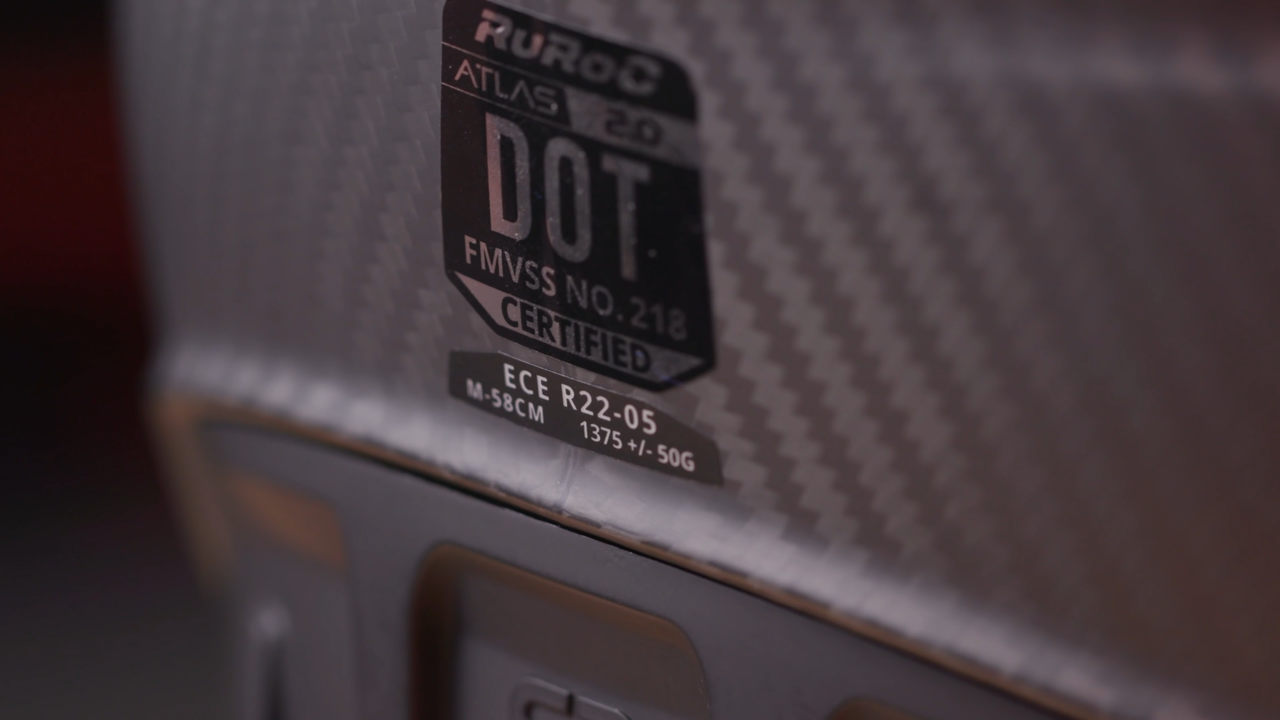 RUROC
ATLAS 2.0
DOT
FMVSS NO.218
CERTIFIED
ECE R22-05
M-58CM 1375 +/- 50G